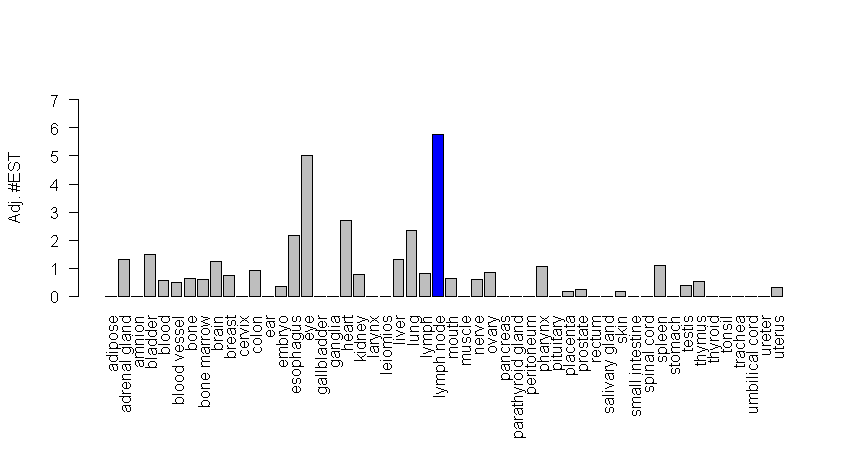 7
6
5
4
3
2
1
0
Adj. #EST
adipose
adrenal gland
amnion
bladder
blood
blood vessel
bone
bone marrow
brain
breast
cervix
colon
ear
embryo
esophagus
eye
gallbladder
ganglia
heart
kidney
larynx
leiomios
liver
lung
lymph
lymph node
mouth
muscle
nerve
ovary
pancreas
parathyroid gland
peritoneum
pharynx
pituitary
placenta
prostate
rectum
salivary gland
skin
small intestine
spinal cord
spleen
stomach
testis
thymus
thyroid
tonsil
trachea
umbilical cord
ureter
uterus